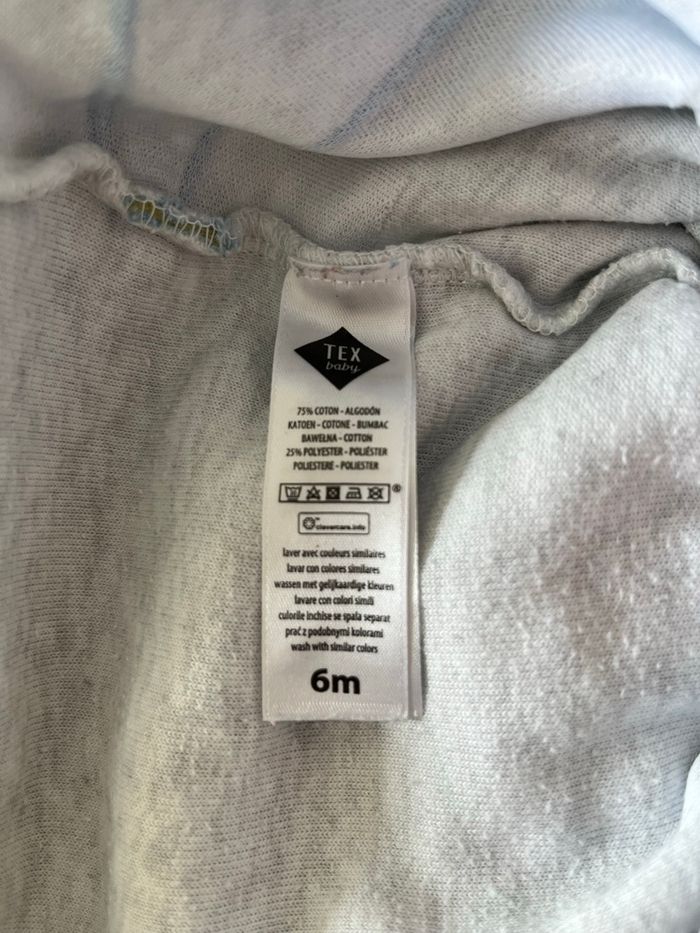 TEX
baby
75% COTON - ALGODÓN
KATOEN - COTONE - BUMBAC
BAWEŁNA - COTTON
25% POLYESTER - POLIÉSTER
POLIESTERE - POLIESTER
clevercare.info
laver avec couleurs similaires
lavar con colores similares
wassen met gelijkaardige kleuren
lavare con colori simili
culorile inchise se spala separat
prać z podobnymi kolorami
wash with similar colors
6m